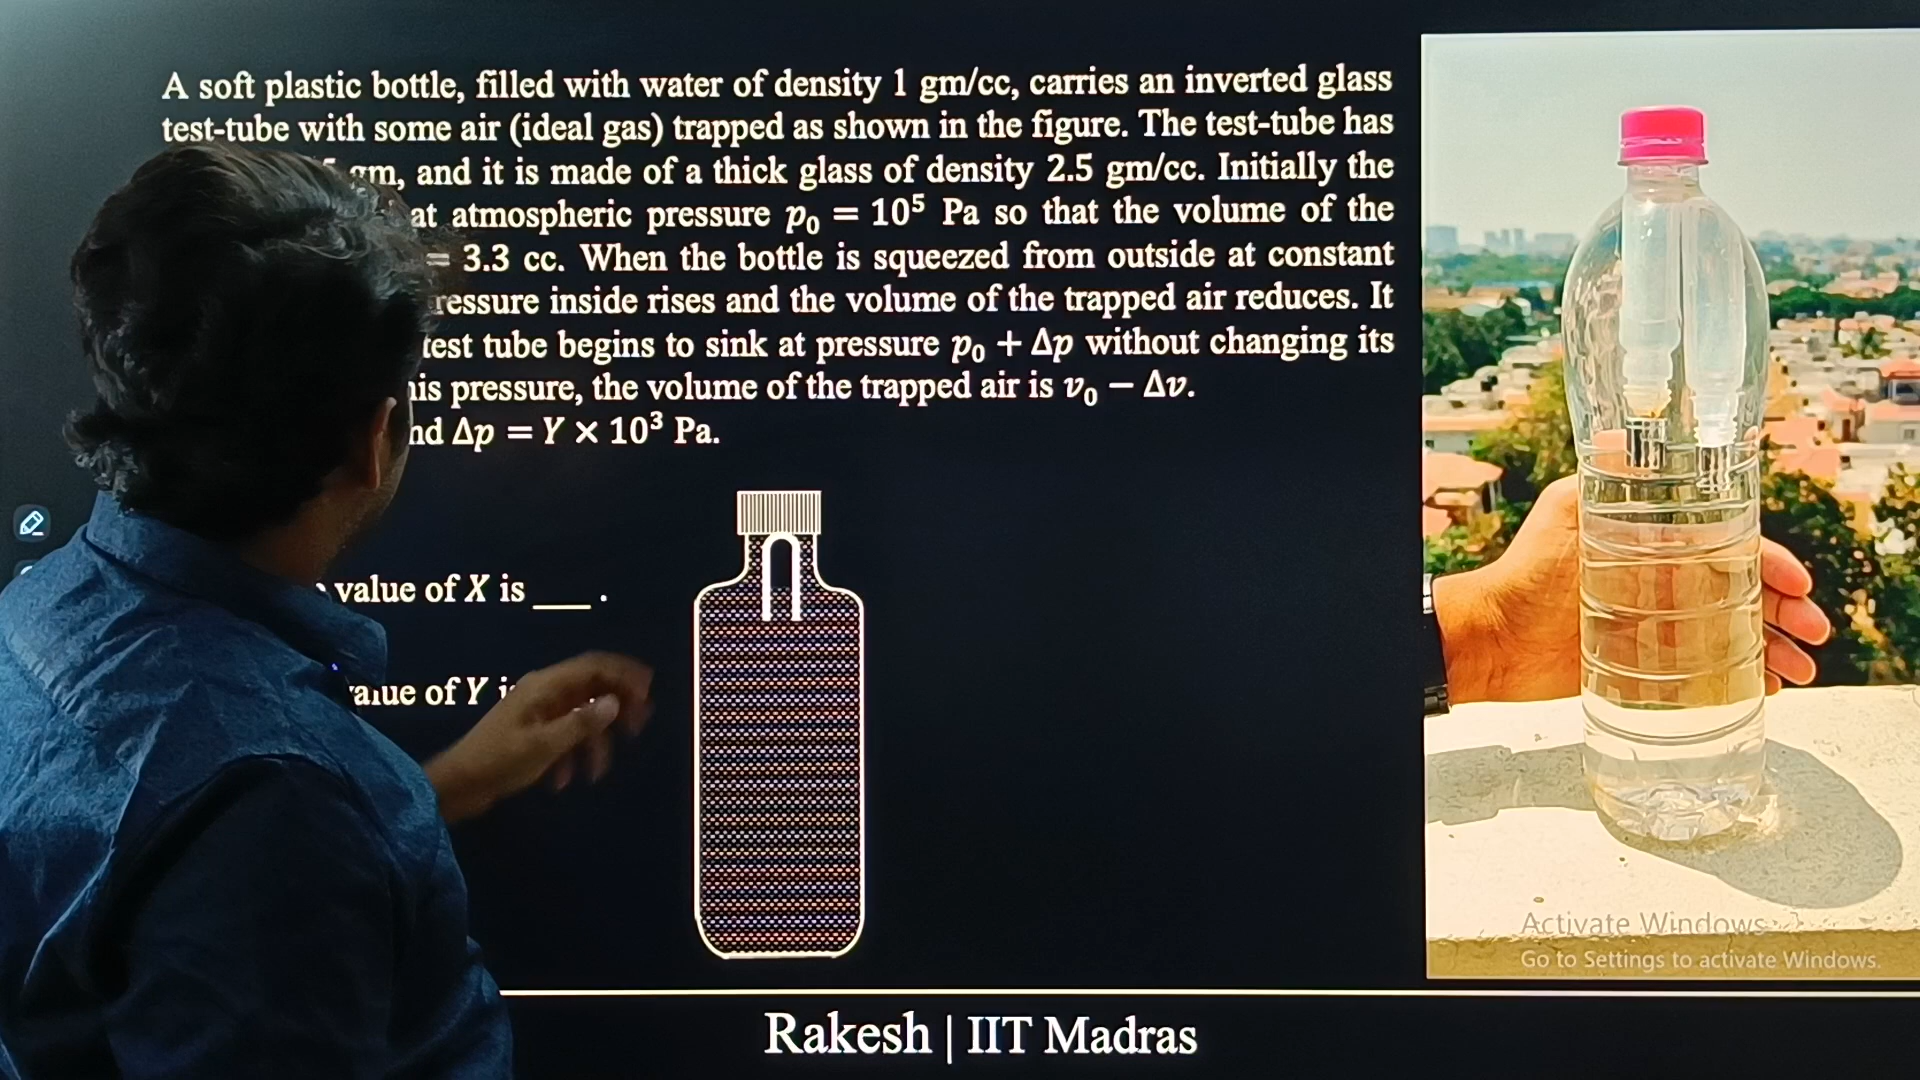 A soft plastic bottle, filled with water of density 1 gm/cc, carries an inverted glass
test-tube with some air (ideal gas) trapped as shown in the figure. The test-tube has
gm, and it is made of a thick glass of density 2.5 gm/cc. Initially the
at atmospheric pressure p₀ = 10⁵ Pa so that the volume of the
= 3.3 cc. When the bottle is squeezed from outside at constant
ressure inside rises and the volume of the trapped air reduces. It
test tube begins to sink at pressure p₀ + Δp without changing its
his pressure, the volume of the trapped air is v₀ − Δv.
nd Δp = Y × 10³ Pa.
value of X is ___ .
value of Y
Activate Windows
Go to Settings to activate Windows.
Rakesh | IIT Madras